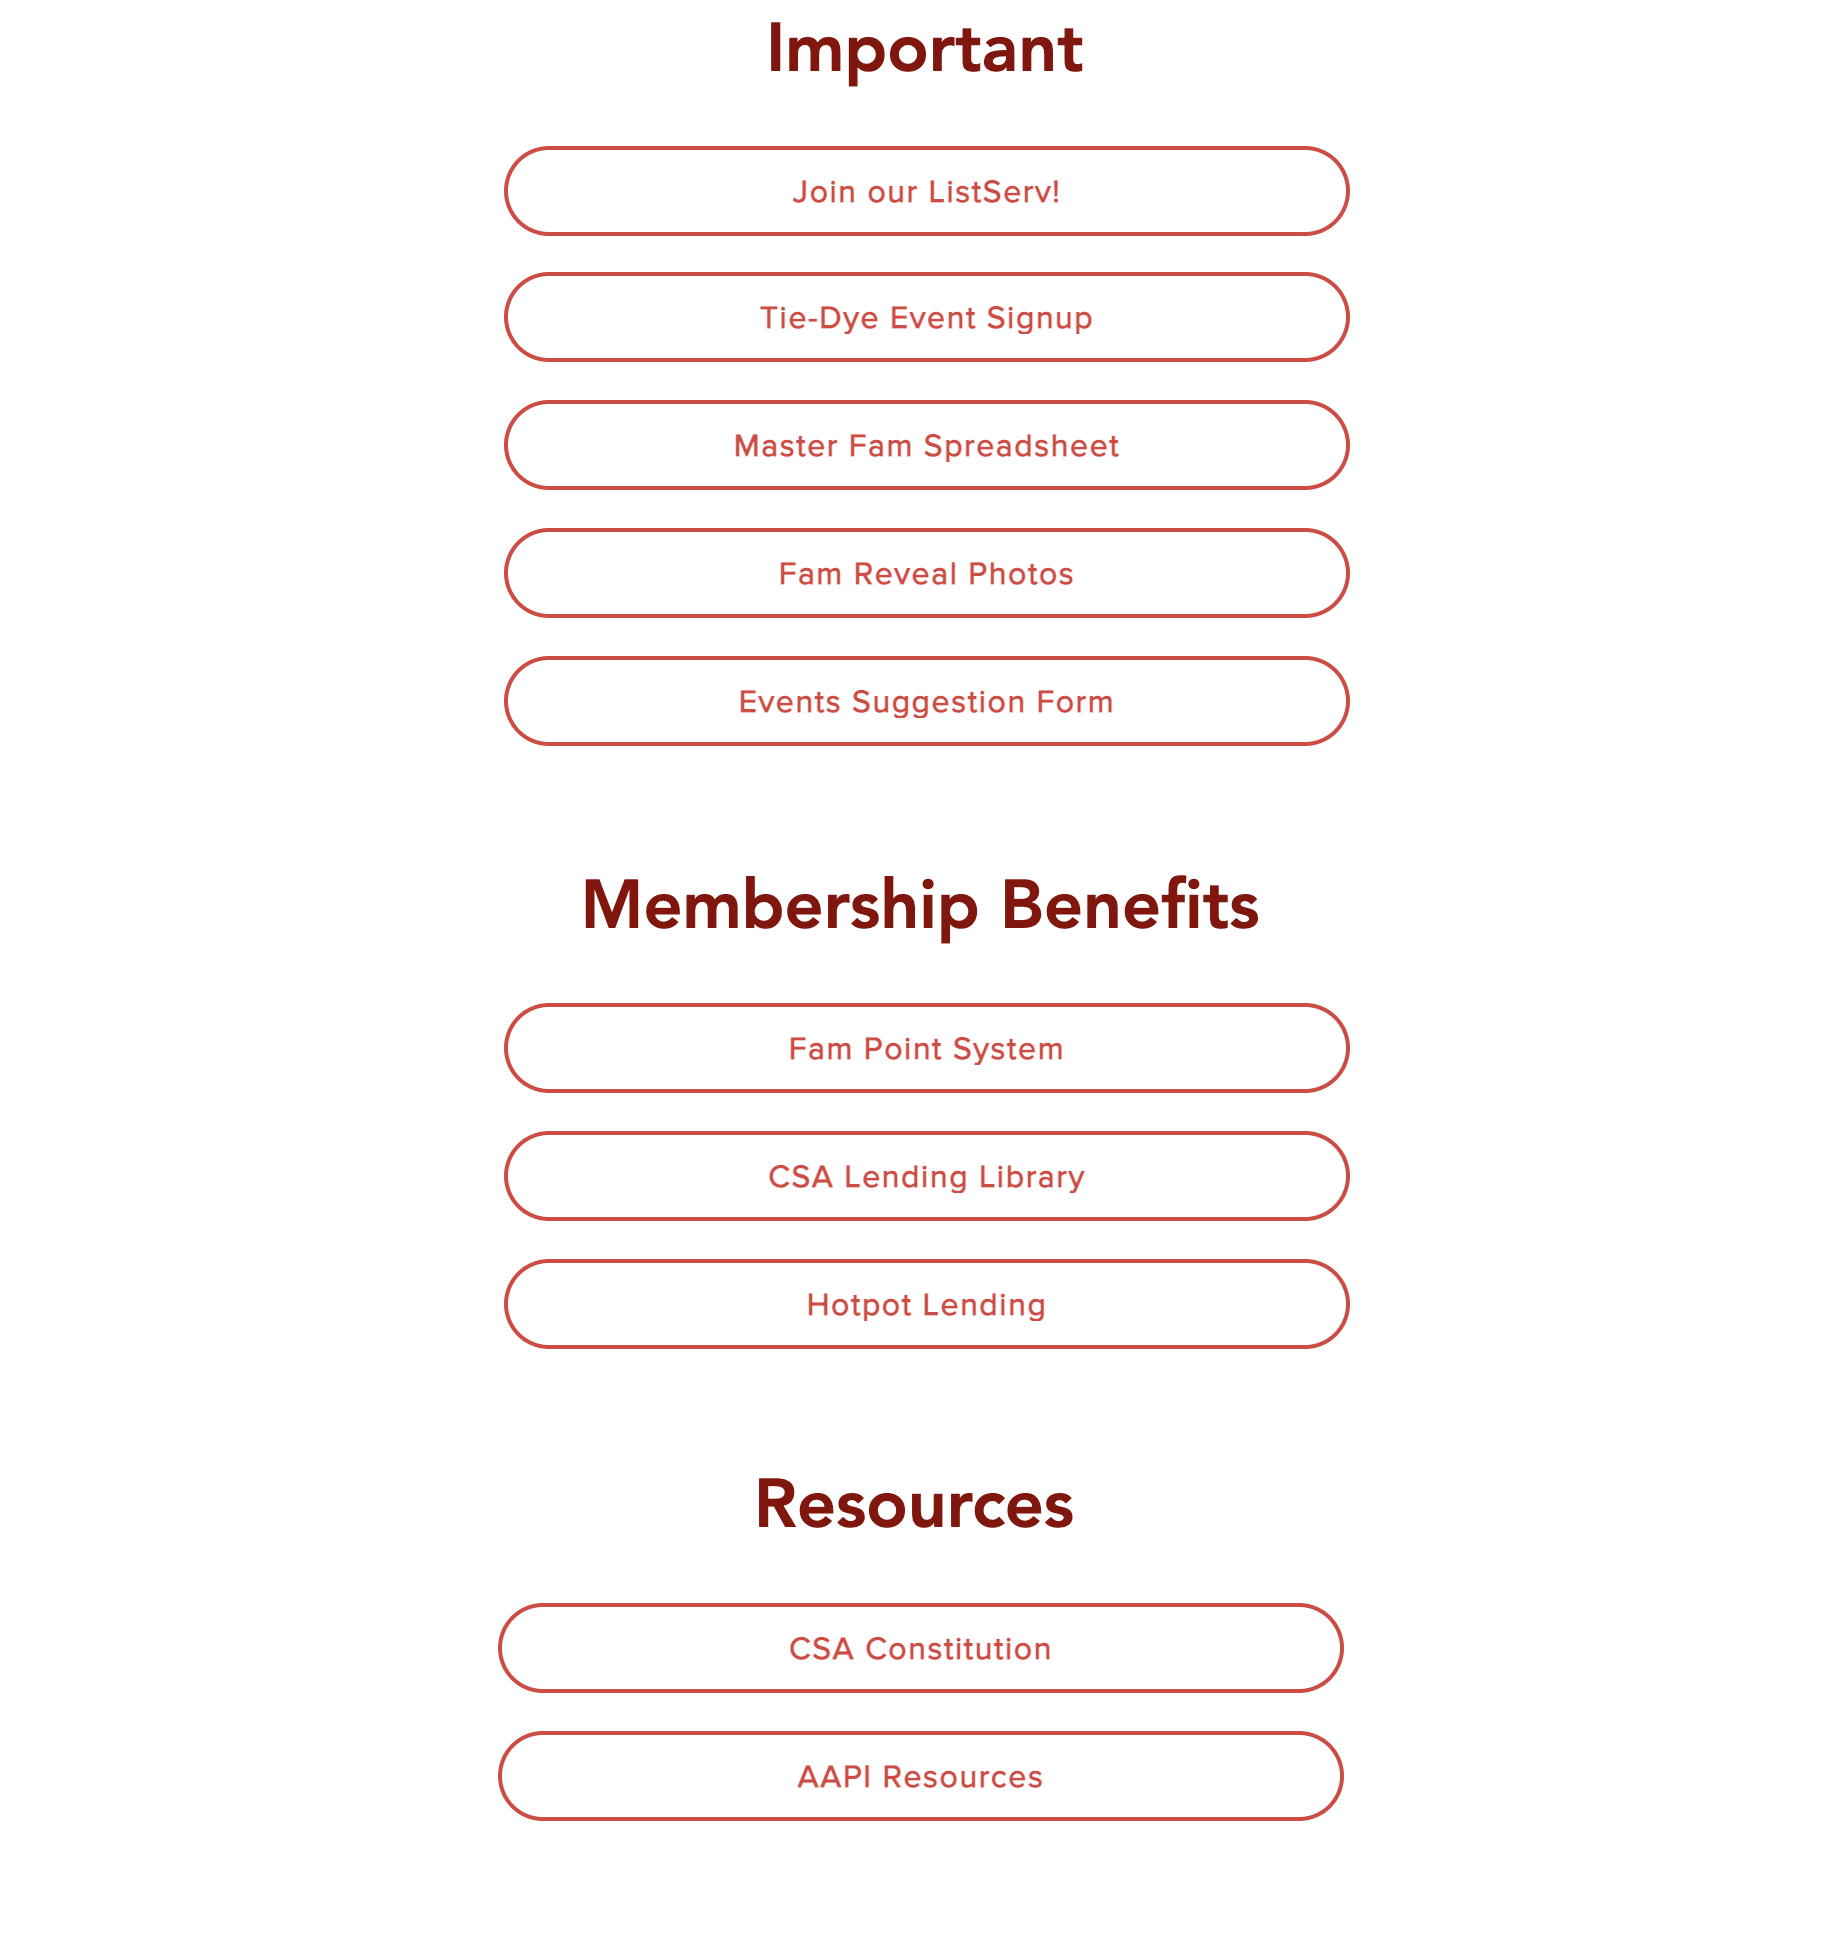 Important
Join our ListServ!
Tie-Dye Event Signup
Master Fam Spreadsheet
Fam Reveal Photos
Events Suggestion Form
Membership Benefits
Fam Point System
CSA Lending Library
Hotpot Lending
Resources
CSA Constitution
AAPI Resources